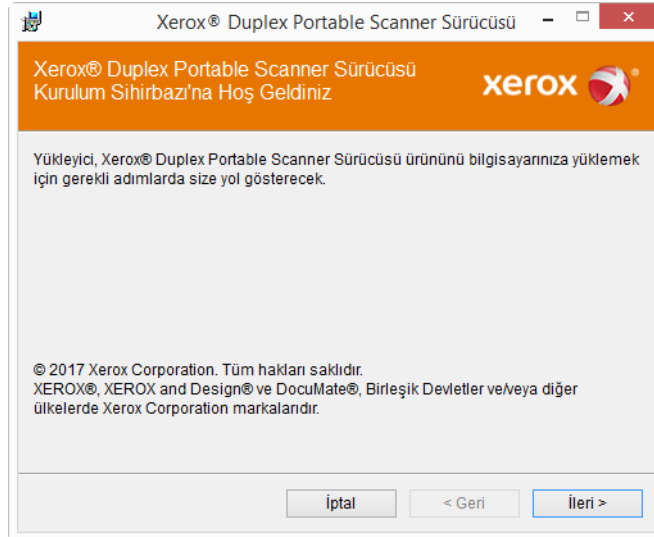 Xerox® Duplex Portable Scanner Sürücüsü
Xerox® Duplex Portable Scanner Sürücüsü
Kurulum Sihirbazı'na Hoş Geldiniz
xerox
Yükleyici, Xerox® Duplex Portable Scanner Sürücüsü ürününü bilgisayarınıza yüklemek
için gerekli adımlarda size yol gösterecek.
© 2017 Xerox Corporation. Tüm hakları saklıdır.
XEROX®, XEROX and Design® ve DocuMate®, Birleşik Devletler ve/veya diğer
ülkelerde Xerox Corporation markalarıdır.
İptal
< Geri
İleri >